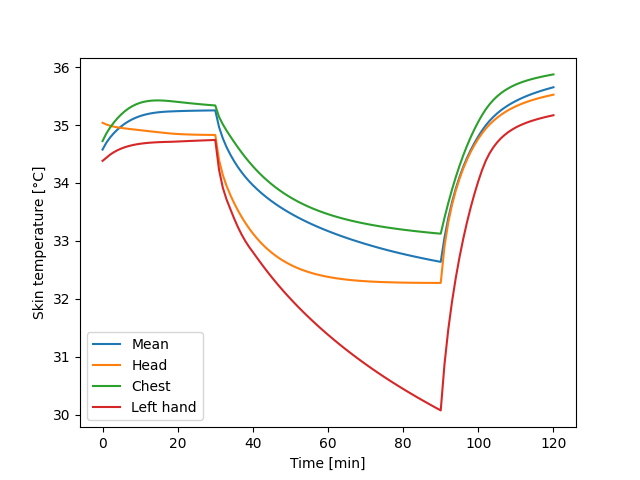 36
35
34
33
32
31
30
Skin temperature [°C]
Mean
Head
Chest
Left hand
0 20 40 60 80 100 120
Time [min]